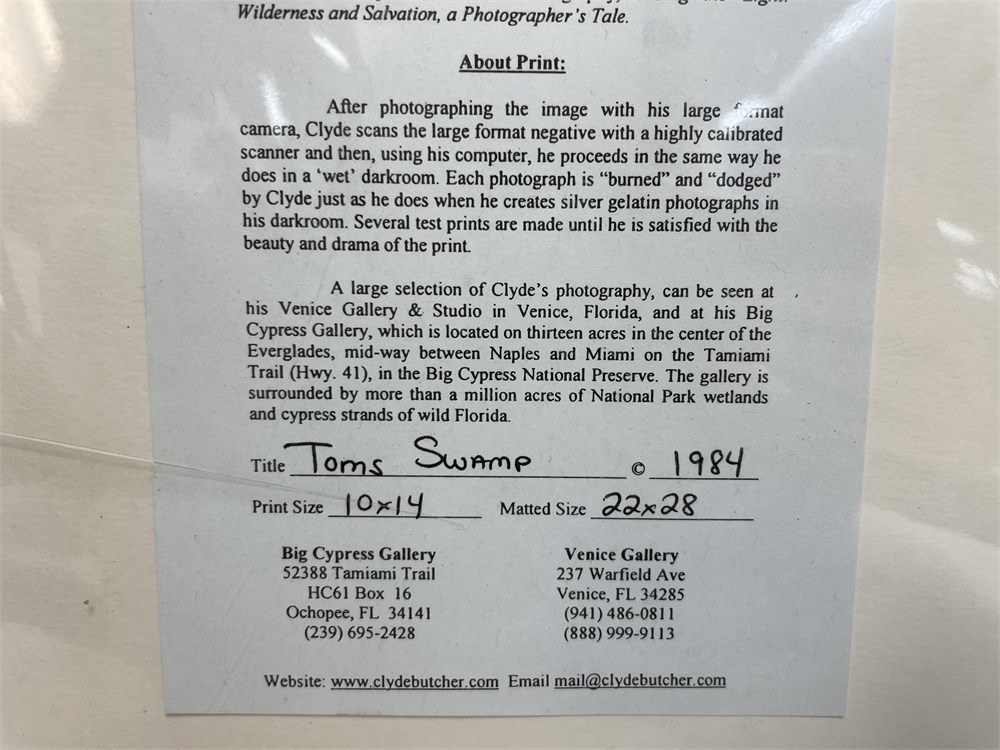 Wilderness and Salvation, a Photographer's Tale.
About Print:
After photographing the image with his large
camera, Clyde scans the large format negative with a highly calibrated
scanner and then, using his computer, he proceeds in the same way he
does in a 'wet' darkroom. Each photograph is "burned" and "dodged"
by Clyde just as he does when he creates silver gelatin photographs in
his darkroom. Several test prints are made until he is satisfied with the
beauty and drama of the print.
A large selection of Clyde's photography, can be seen at
his Venice Gallery & Studio in Venice, Florida, and at his Big
Cypress Gallery, which is located on thirteen acres in the center of the
Everglades, mid-way between Naples and Miami on the Tamiami
Trail (Hwy. 41), in the Big Cypress National Preserve. The gallery is
surrounded by more than a million acres of National Park wetlands
and cypress strands of wild Florida.
Title Toms Swamp © 1984
Print Size 10x14 Matted Size 22x28
Big Cypress Gallery Venice Gallery
52388 Tamiami Trail 237 Warfield Ave
HC61 Box 16 Venice, FL 34285
Ochopee, FL 34141 (941) 486-0811
(239) 695-2428 (888) 999-9113
Website: www.clydebutcher.com Email mail@clydebutcher.com